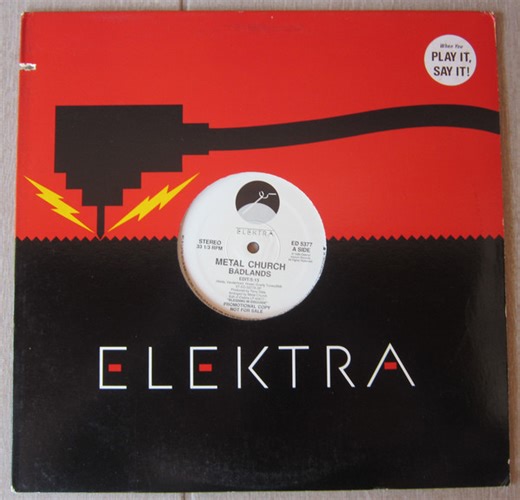 When You
PLAY IT,
SAY IT!
ELEKTRA
STEREO
33 1/3 RPM
ED 5377
A SIDE
METAL CHURCH
BADLANDS
PROMOTIONAL COPY
NOT FOR SALE
ELEKTRA